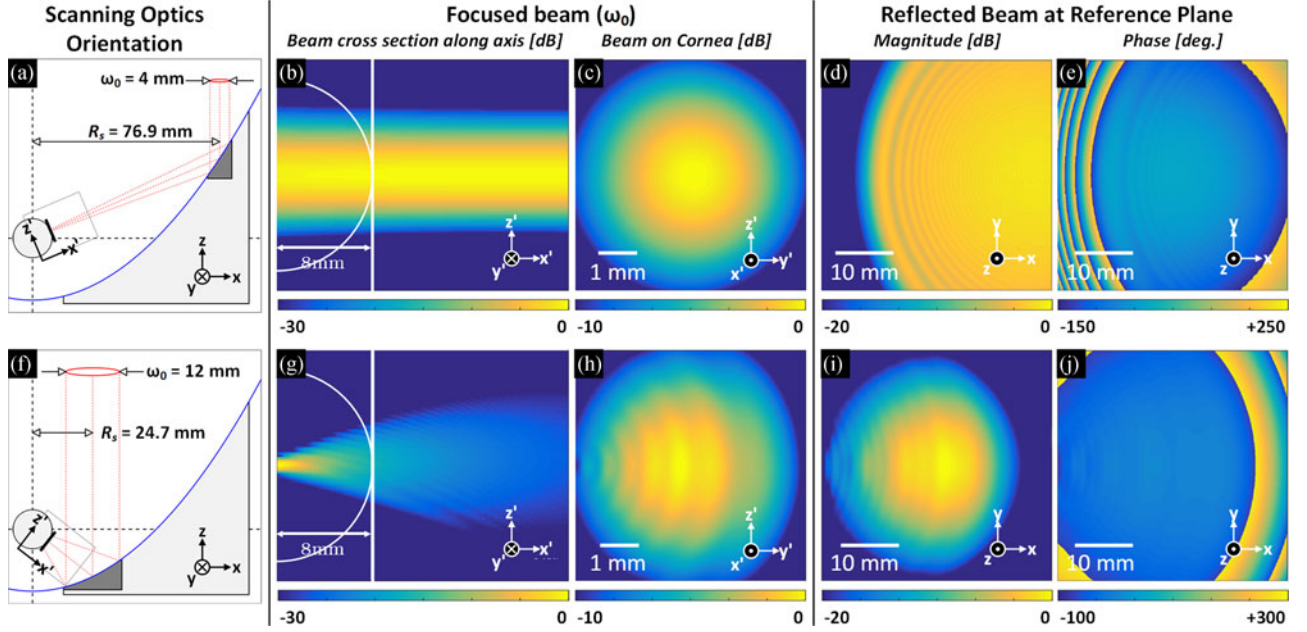 Scanning Optics
Orientation
Focused beam (ω₀)
Reflected Beam at Reference Plane
Beam cross section along axis [dB]
Beam on Cornea [dB]
Magnitude [dB]
Phase [deg.]
(a)
ω₀ = 4 mm
Rₛ = 76.9 mm
z'
x'
z
y
x
(b)
8mm
z'
y'
x'
-30
0
(c)
1 mm
z'
x'
y'
-10
0
(d)
10 mm
y
z
x
-20
0
(e)
10 mm
y
z
x
-150
+250
(f)
ω₀ = 12 mm
Rₛ = 24.7 mm
z'
x'
z
y
x
(g)
8mm
z'
y'
x'
-30
0
(h)
1 mm
z'
x'
y'
-10
0
(i)
10 mm
y
z
x
-20
0
(j)
10 mm
y
z
x
-100
+300